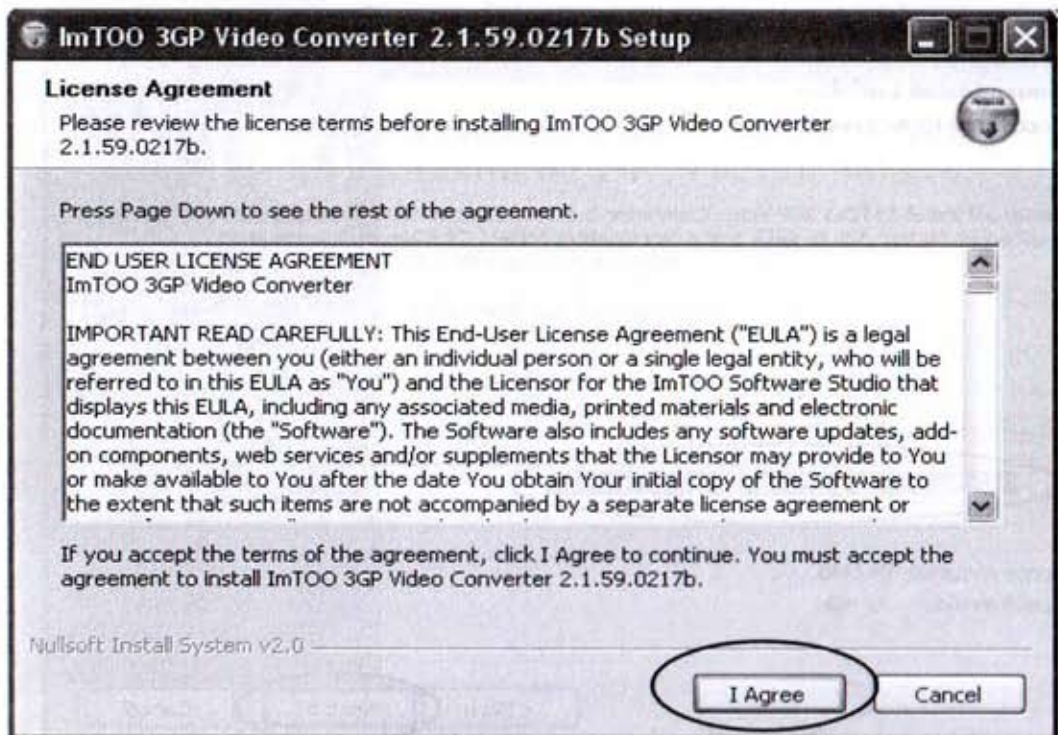 ImTOO 3GP Video Converter 2.1.59.0217b Setup
License Agreement
Please review the license terms before installing ImTOO 3GP Video Converter
2.1.59.0217b.
Press Page Down to see the rest of the agreement.
END USER LICENSE AGREEMENT
ImTOO 3GP Video Converter
IMPORTANT READ CAREFULLY: This End-User License Agreement ("EULA") is a legal
agreement between you (either an individual person or a single legal entity, who will be
referred to in this EULA as "You") and the Licensor for the ImTOO Software Studio that
displays this EULA, including any associated media, printed materials and electronic
documentation (the "Software"). The Software also includes any software updates, add-
on components, web services and/or supplements that the Licensor may provide to You
or make available to You after the date You obtain Your initial copy of the Software to
the extent that such items are not accompanied by a separate license agreement or
If you accept the terms of the agreement, click I Agree to continue. You must accept the
agreement to install ImTOO 3GP Video Converter 2.1.59.0217b.
Nullsoft Install System v2.0
I Agree
Cancel